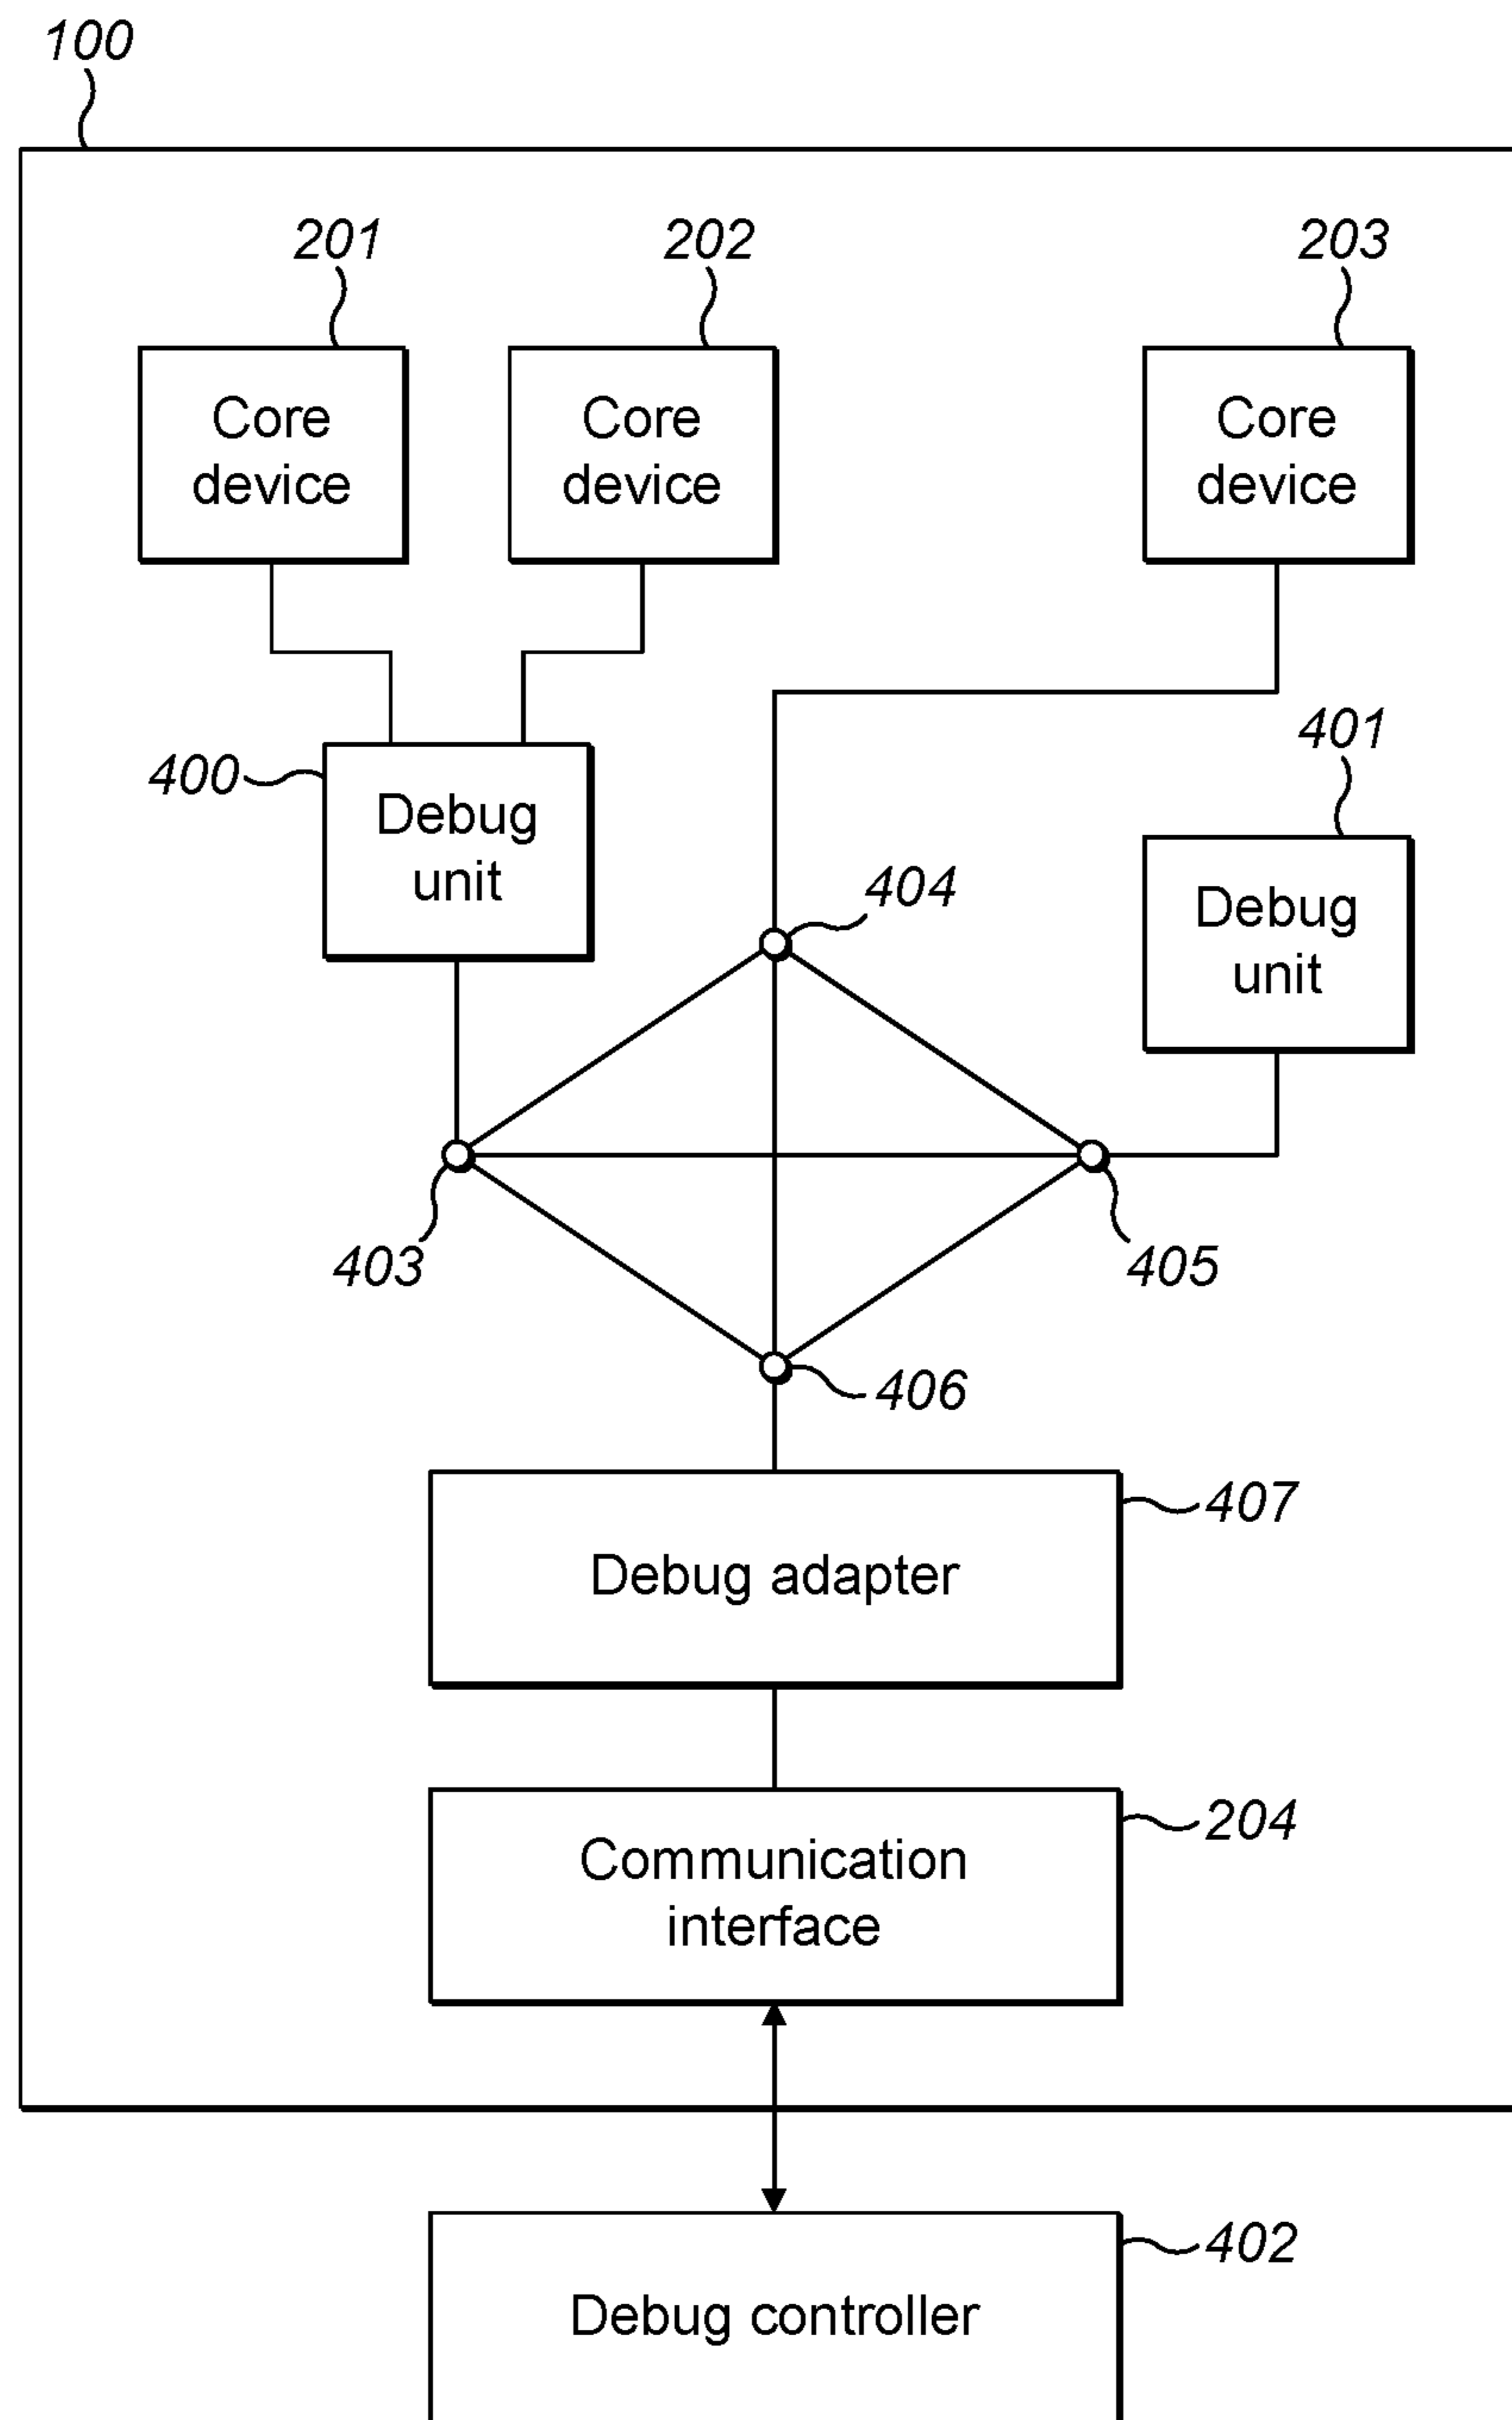 100
201
202
203
Core
device
Core
device
Core
device
400
Debug
unit
401
Debug
unit
404
403
405
406
407
Debug adapter
204
Communication
interface
402
Debug controller